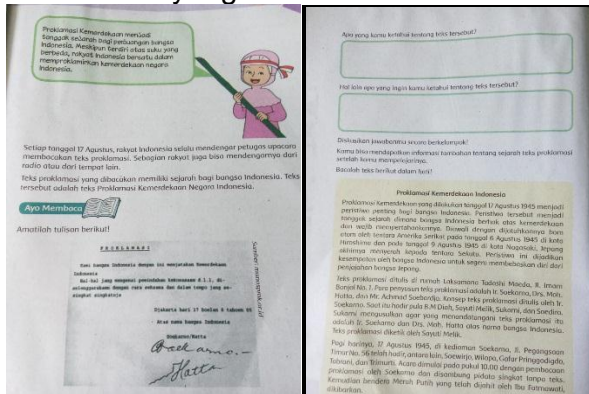 Proklamasi Kemerdekaan menjadi
tonggak sejarah bagi perjuangan bangsa
Indonesia. Meskipun terdiri atas suku yang
berbeda, rakyat Indonesia bersatu dalam
memproklamirkan kemerdekaan negara
Indonesia.
Setiap tanggal 17 Agustus, rakyat Indonesia selalu mendengar petugas upacara
membacakan teks proklamasi. Sebagian rakyat juga bisa mendengarnya dari
radio atau dari tempat lain.
Teks proklamasi yang dibacakan memiliki sejarah bagi bangsa Indonesia. Teks
tersebut adalah teks Proklamasi Kemerdekaan Negara Indonesia.
Ayo Membaca
Amatilah tulisan berikut!
PROKLAMASI
Kami bangsa Indonesia dengan ini menjatakan Kemerdekaan
Indonesia
Hal-hal jang mengenai pemindahan kekoeasaan d.l.l., di-
selenggarakan dengan tjara seksama dan dalam tempo jang se-
singkat singkatnja
Djakarta hari 17 boelan 8 tahoen 05
Atas nama bangsa Indonesia
Soekarno/Hatta
Soekarno.
Hatta
Apa yang kamu ketahui tentang teks tersebut?
Hal lain apa yang ingin kamu ketahui tentang teks tersebut?
Diskusikan jawabanmu secara berkelompok!
Kamu bisa mendapatkan informasi tambahan tentang sejarah teks proklamasi
setelah kamu mempelajarinya.
Bacalah teks berikut dalam hati!
Proklamasi Kemerdekaan Indonesia
Proklamasi Kemerdekaan yang dilakukan tanggal 17 Agustus 1945 menjadi
peristiwa penting bagi bangsa Indonesia. Peristiwa tersebut menjadi
tonggak sejarah dimana bangsa Indonesia berhak atas kemerdekaan
dan wajib mempertahankannya. Diawali dengan dijatuhkannya bom
atom oleh tentara Amerika Serikat pada tanggal 6 Agustus 1945 di kota
Hiroshima dan pada tanggal 9 Agustus 1945 di kota Nagasaki, Jepang
akhirnya menyerah kepada tentara Sekutu. Peristiwa ini dijadikan
kesempatan oleh bangsa Indonesia untuk segera membebaskan diri dari
penjajahan bangsa Jepang.
Teks proklamasi ditulis di rumah Laksamana Tadashi Maeda, Jl. Imam
Bonjol No. 1. Para penyusun teks proklamasi adalah Ir. Soekarno, Drs. Moh.
Hatta, dan Mr. Achmad Soebardjo. Konsep teks proklamasi ditulis oleh Ir.
Soekarno. Saat itu hadir pula B.M Diah, Sayuti Melik, Sukarni, dan Soediro.
Sukarni mengusulkan agar yang menandatangani teks proklamasi itu
adalah Ir. Soekarno dan Drs. Moh. Hatta atas nama bangsa Indonesia.
Teks proklamasi diketik oleh Sayuti Melik.
Pagi harinya, 17 Agustus 1945, di kediaman Soekarno, Jl. Pegangsaan
Timur No. 56 telah hadir, antara lain, Soewirjo, Wilopo, Gafar Pringgodigdo,
Tabrani, dan Trimurti. Acara dimulai pada pukul 10.00 dengan pembacaan
proklamasi oleh Soekarno dan disambung pidato singkat tanpa teks.
Kemudian bendera Merah Putih yang telah dijahit oleh Ibu Fatmawati,
dikibarkan.